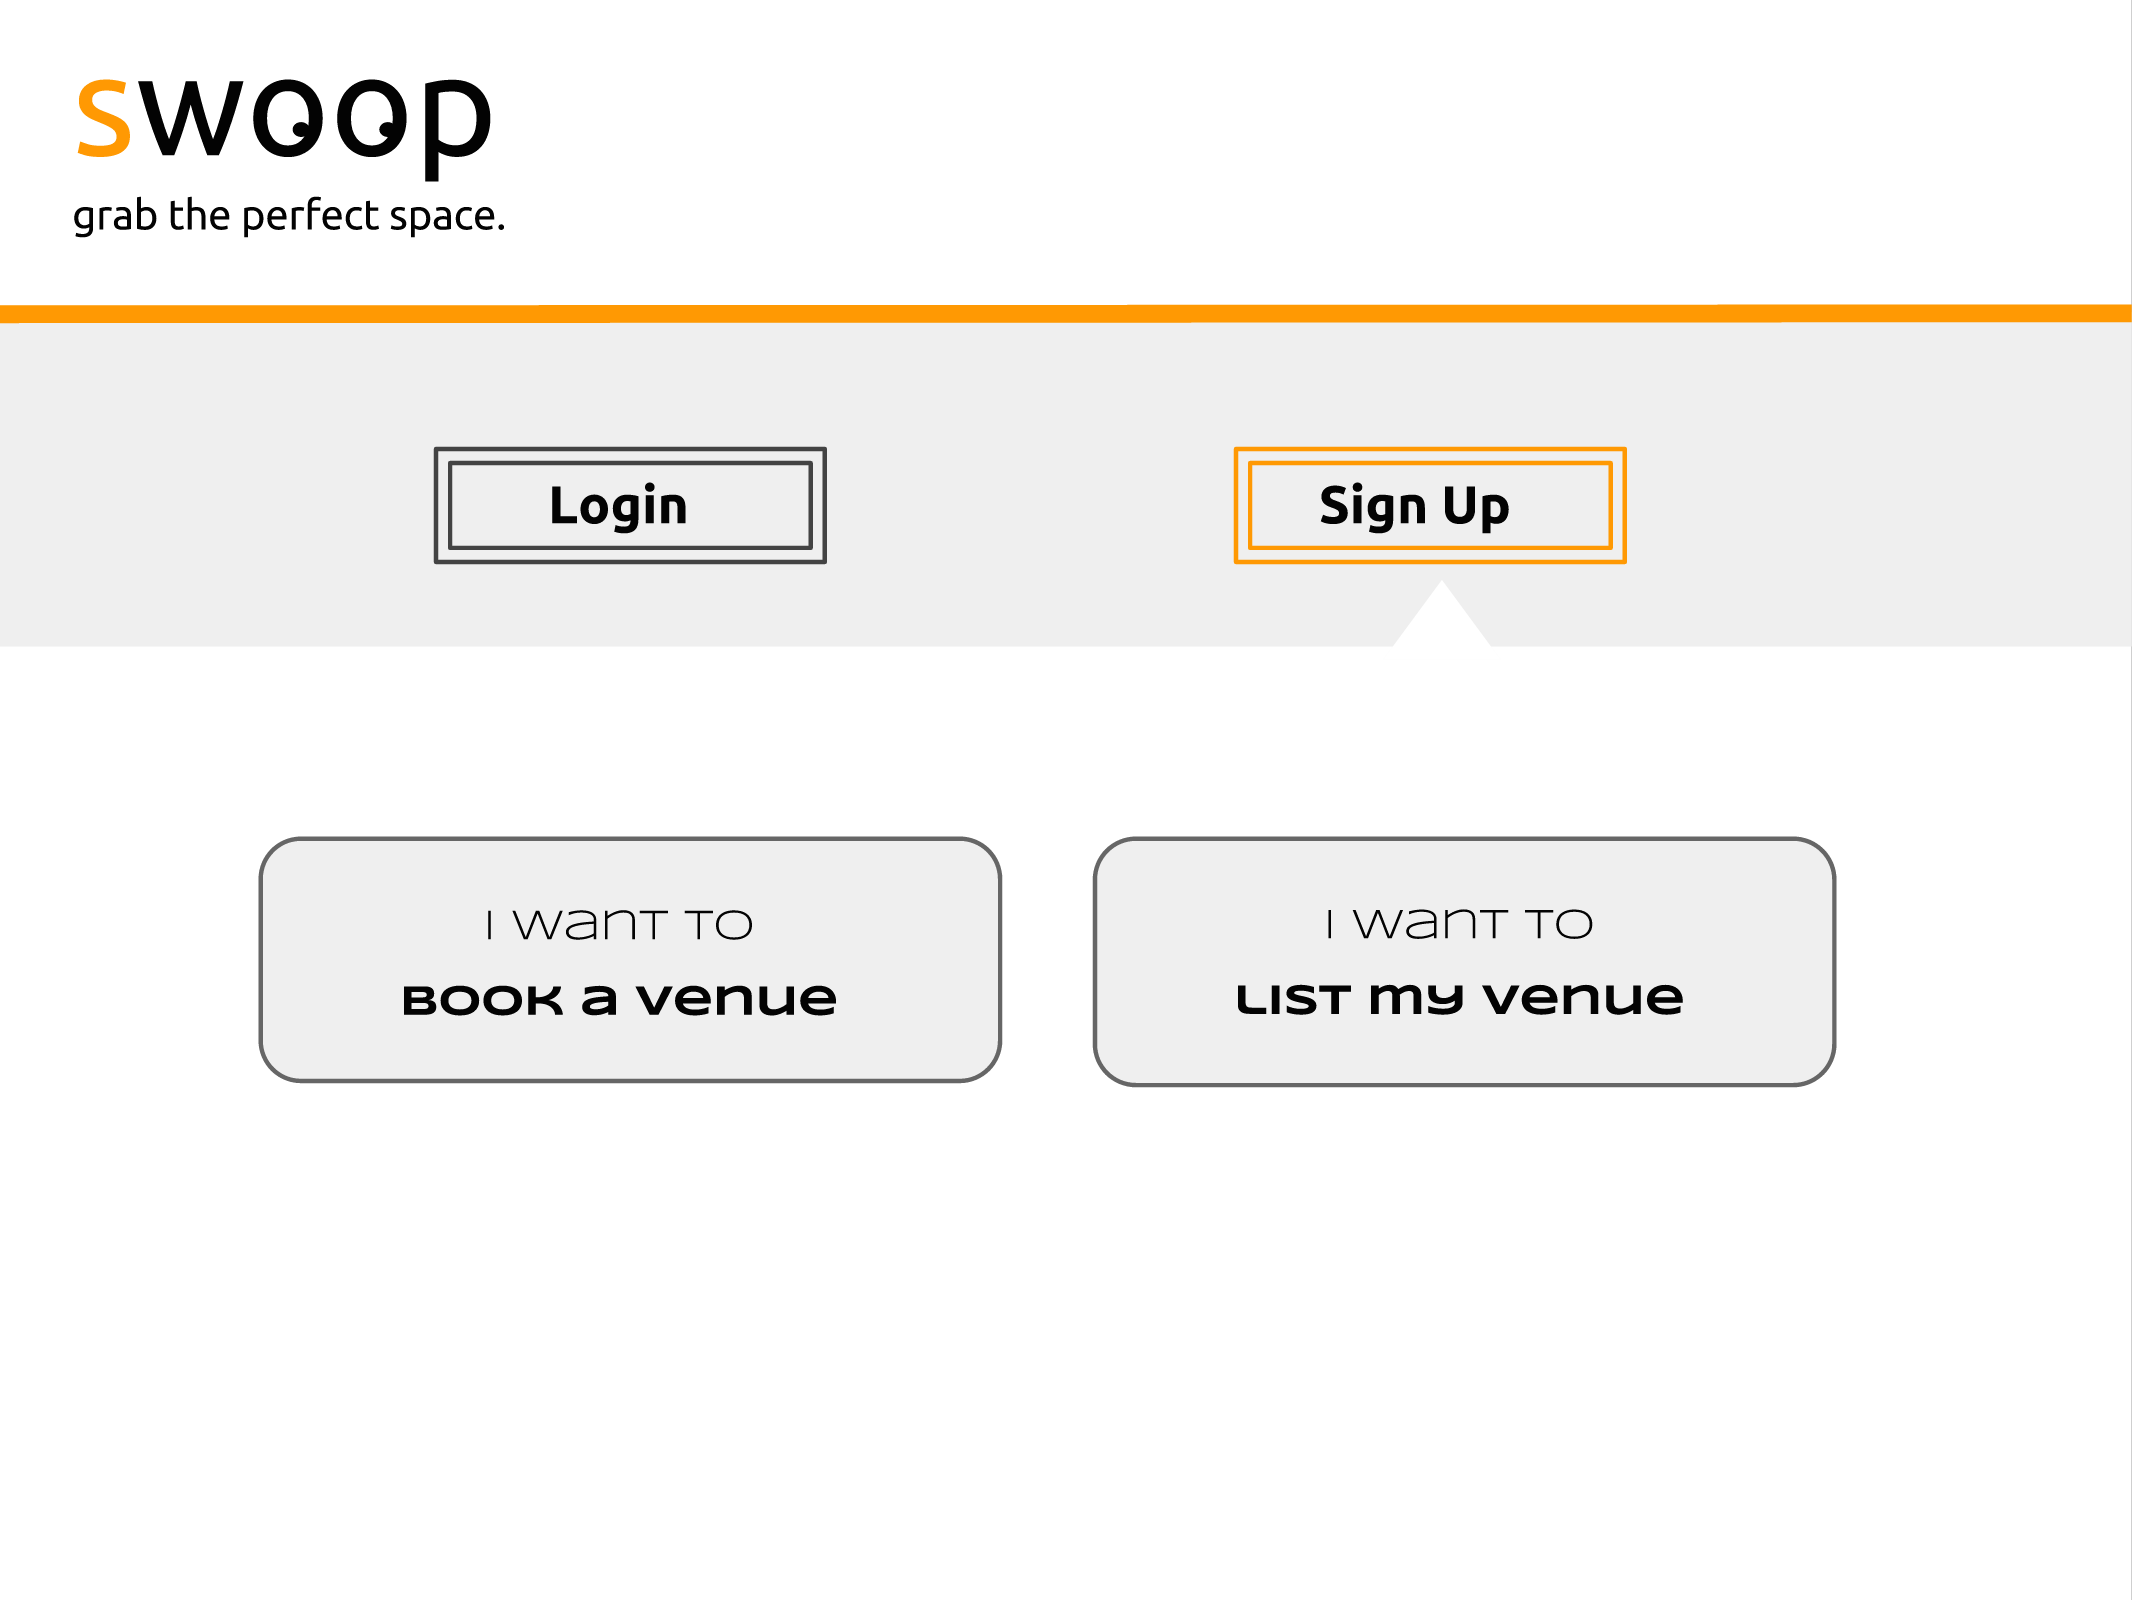 swoop
grab the perfect space.
Login
Sign Up
I want to
BOOK a venue
I want to
LIST my venue